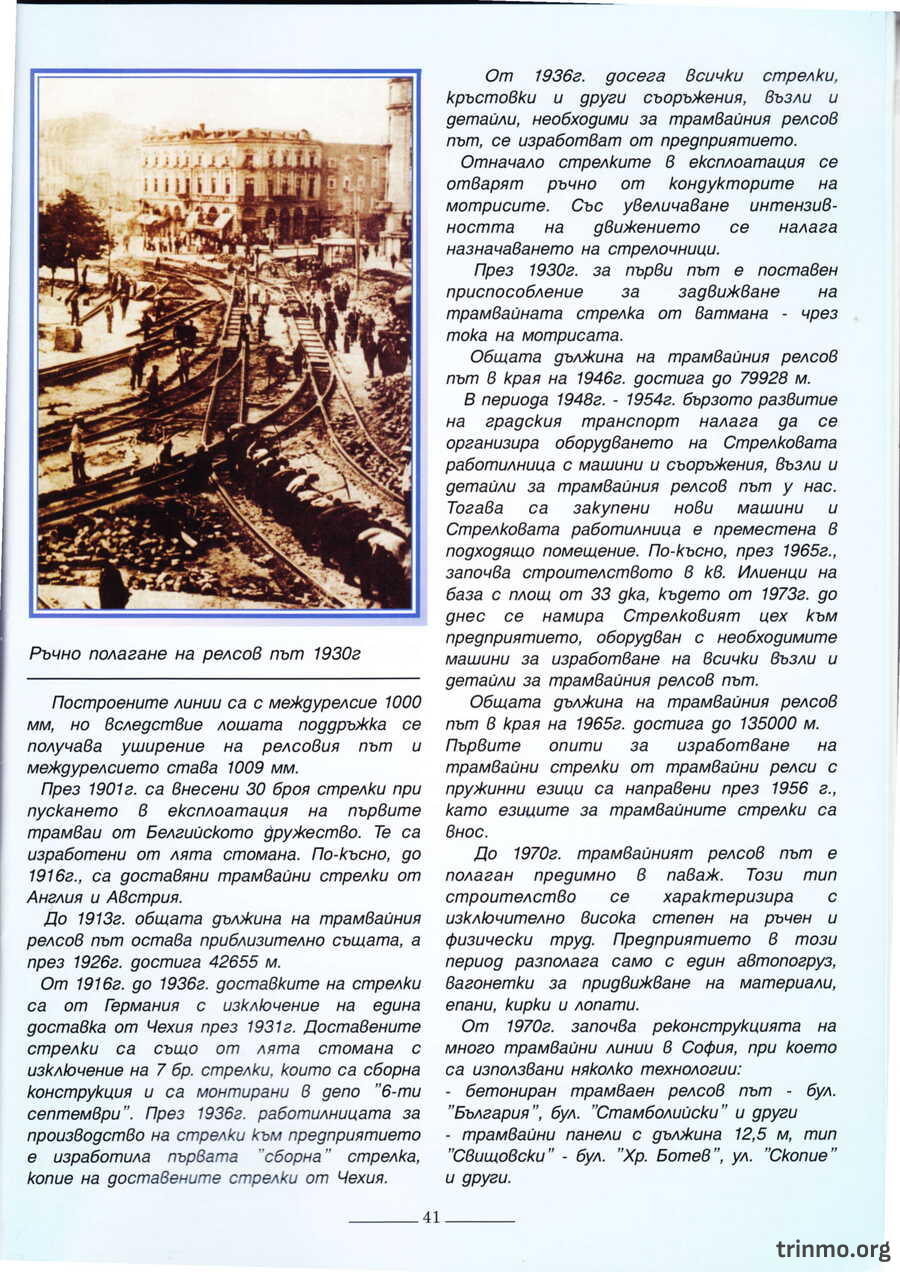 Ръчно полагане на релсов път 1930г
Построените линии са с междурелсие 1000
мм, но вследствие лошата поддръжка се
получава уширение на релсовия път и
междурелсието става 1009 мм.
През 1901г. са внесени 30 броя стрелки при
пускането в експлоатация на първите
трамваи от Белгийското дружество. Те са
изработени от лята стомана. По-късно, до
1916г., са доставяни трамвайни стрелки от
Англия и Австрия.
До 1913г. общата дължина на трамвайния
релсов път остава приблизително същата, а
през 1926г. достига 42655 м.
От 1916г. до 1936г. доставките на стрелки
са от Германия с изключение на една
доставка от Чехия през 1931г. Доставените
стрелки са също от лята стомана с
изключение на 7 бр. стрелки, които са сборна
конструкция и са монтирани в депо "6-ти
септември". През 1936г. работилницата за
производство на стрелки към предприятието
е изработила първата "сборна" стрелка,
копие на доставените стрелки от Чехия.
От 1936г. досега всички стрелки,
кръстовки и други съоръжения, възли и
детайли, необходими за трамвайния релсов
път, се изработват от предприятието.
Отначало стрелките в експлоатация се
отварят ръчно от кондукторите на
мотрисите. Със увеличаване интензив-
ността на движението се налага
назначаването на стрелочници.
През 1930г. за първи път е поставен
приспособление за задвижване на
трамвайната стрелка от ватмана - чрез
тока на мотрисата.
Общата дължина на трамвайния релсов
път в края на 1946г. достига до 79928 м.
В периода 1948г. - 1954г. бързото развитие
на градския транспорт налага да се
организира оборудването на Стрелковата
работилница с машини и съоръжения, възли и
детайли за трамвайния релсов път у нас.
Тогава са закупени нови машини и
Стрелковата работилница е преместена в
подходящо помещение. По-късно, през 1965г.,
започва строителството в кв. Илиенци на
база с площ от 33 дка, където от 1973г. до
днес се намира Стрелковият цех към
предприятието, оборудван с необходимите
машини за изработване на всички възли и
детайли за трамвайния релсов път.
Общата дължина на трамвайния релсов
път в края на 1965г. достига до 135000 м.
Първите опити за изработване на
трамвайни стрелки от трамвайни релси с
пружинни езици са направени през 1956 г.,
като езиците за трамвайните стрелки са
внос.
До 1970г. трамвайният релсов път е
полаган предимно в паваж. Този тип
строителство се характеризира с
изключително висока степен на ръчен и
физически труд. Предприятието в този
период разполага само с един автопогруз,
вагонетки за придвижване на материали,
епани, кирки и лопати.
От 1970г. започва реконструкцията на
много трамвайни линии в София, при което
са използвани няколко технологии:
- бетониран трамваен релсов път - бул.
"България", бул. "Стамболийски" и други
- трамвайни панели с дължина 12,5 м, тип
"Свищовски" - бул. "Хр. Ботев", ул. "Скопие"
и други.
41
trinmo.org